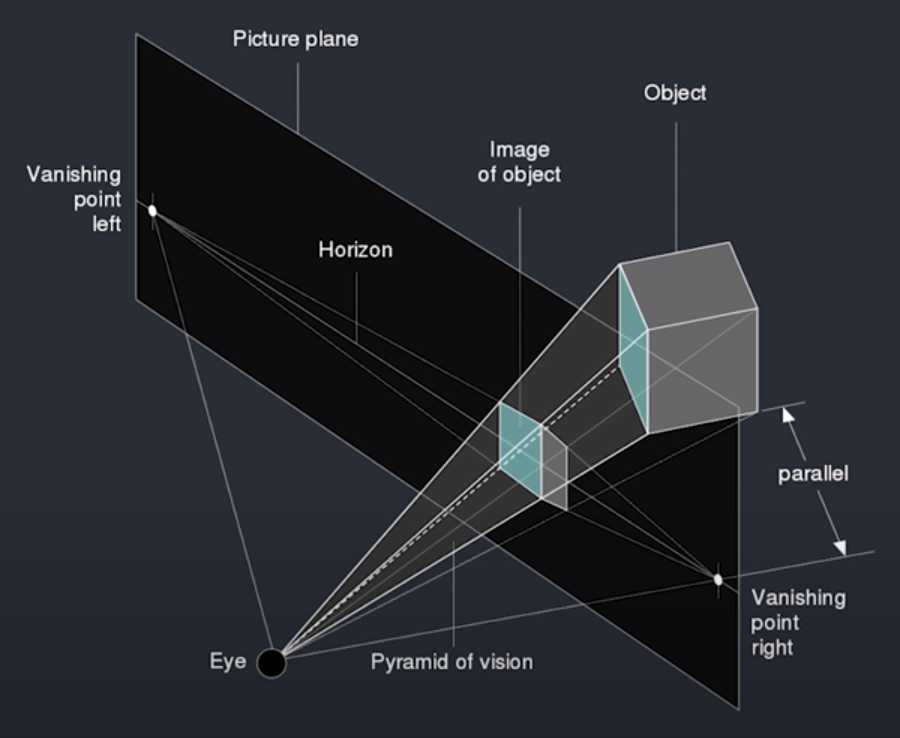 Picture plane
Object
Image
of object
Vanishing
point
left
Horizon
parallel
Vanishing
point
right
Eye
Pyramid of vision